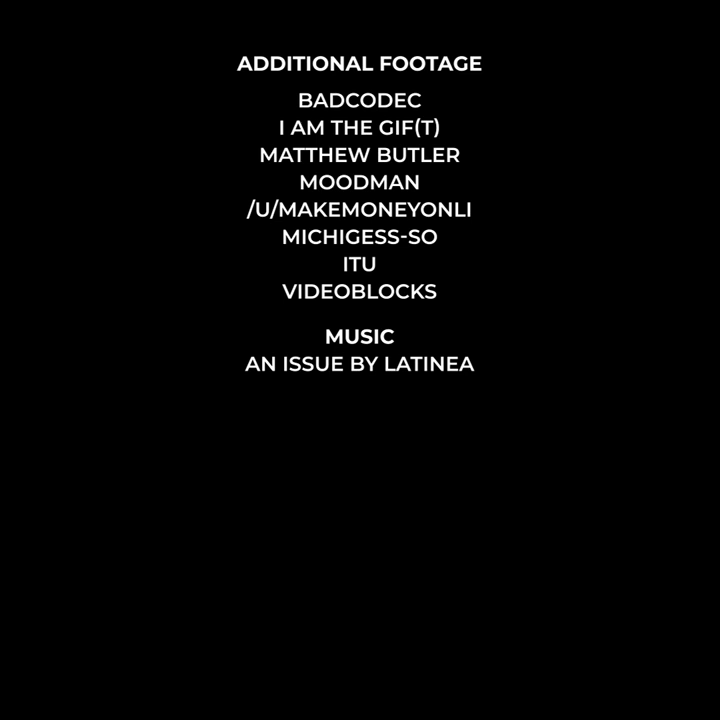 ADDITIONAL FOOTAGE
BADCODEC
I AM THE GIF(T)
MATTHEW BUTLER
MOODMAN
/U/MAKEMONEYONLI
MICHIGESS-SO
ITU
VIDEOBLOCKS
MUSIC
AN ISSUE BY LATINEA